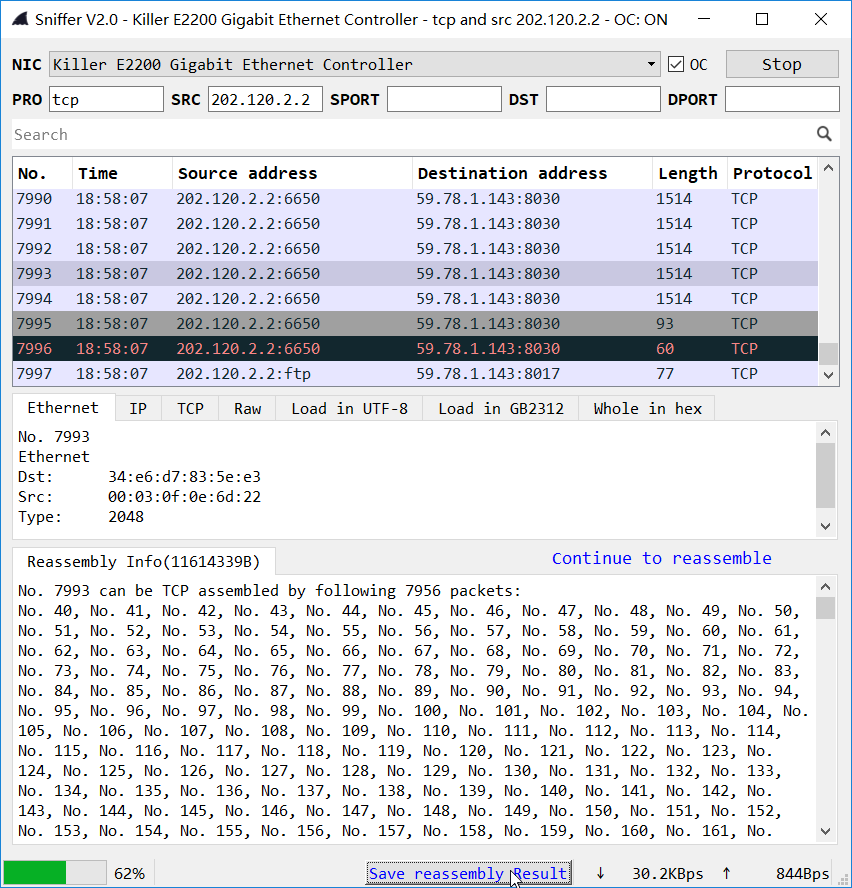 Sniffer V2.0 - Killer E2200 Gigabit Ethernet Controller - tcp and src 202.120.2.2 - OC: ON
NIC Killer E2200 Gigabit Ethernet Controller OC Stop
PRO tcp SRC 202.120.2.2 SPORT DST DPORT
Search
No. Time Source address Destination address Length Protocol
7990 18:58:07 202.120.2.2:6650 59.78.1.143:8030 1514 TCP
7991 18:58:07 202.120.2.2:6650 59.78.1.143:8030 1514 TCP
7992 18:58:07 202.120.2.2:6650 59.78.1.143:8030 1514 TCP
7993 18:58:07 202.120.2.2:6650 59.78.1.143:8030 1514 TCP
7994 18:58:07 202.120.2.2:6650 59.78.1.143:8030 1514 TCP
7995 18:58:07 202.120.2.2:6650 59.78.1.143:8030 93 TCP
7996 18:58:07 202.120.2.2:6650 59.78.1.143:8030 60 TCP
7997 18:58:07 202.120.2.2:ftp 59.78.1.143:8017 77 TCP
Ethernet IP TCP Raw Load in UTF-8 Load in GB2312 Whole in hex
No. 7993
Ethernet
Dst: 34:e6:d7:83:5e:e3
Src: 00:03:0f:0e:6d:22
Type: 2048
Reassembly Info(11614339B) Continue to reassemble
No. 7993 can be TCP assembled by following 7956 packets:
No. 40, No. 41, No. 42, No. 43, No. 44, No. 45, No. 46, No. 47, No. 48, No. 49, No. 50,
No. 51, No. 52, No. 53, No. 54, No. 55, No. 56, No. 57, No. 58, No. 59, No. 60, No. 61,
No. 62, No. 63, No. 64, No. 65, No. 66, No. 67, No. 68, No. 69, No. 70, No. 71, No. 72,
No. 73, No. 74, No. 75, No. 76, No. 77, No. 78, No. 79, No. 80, No. 81, No. 82, No. 83,
No. 84, No. 85, No. 86, No. 87, No. 88, No. 89, No. 90, No. 91, No. 92, No. 93, No. 94,
No. 95, No. 96, No. 97, No. 98, No. 99, No. 100, No. 101, No. 102, No. 103, No. 104, No.
105, No. 106, No. 107, No. 108, No. 109, No. 110, No. 111, No. 112, No. 113, No. 114,
No. 115, No. 116, No. 117, No. 118, No. 119, No. 120, No. 121, No. 122, No. 123, No.
124, No. 125, No. 126, No. 127, No. 128, No. 129, No. 130, No. 131, No. 132, No. 133,
No. 134, No. 135, No. 136, No. 137, No. 138, No. 139, No. 140, No. 141, No. 142, No.
143, No. 144, No. 145, No. 146, No. 147, No. 148, No. 149, No. 150, No. 151, No. 152,
No. 153, No. 154, No. 155, No. 156, No. 157, No. 158, No. 159, No. 160, No. 161, No.
62% Save reassembly Result ↓ 30.2KBps ↑ 844Bps